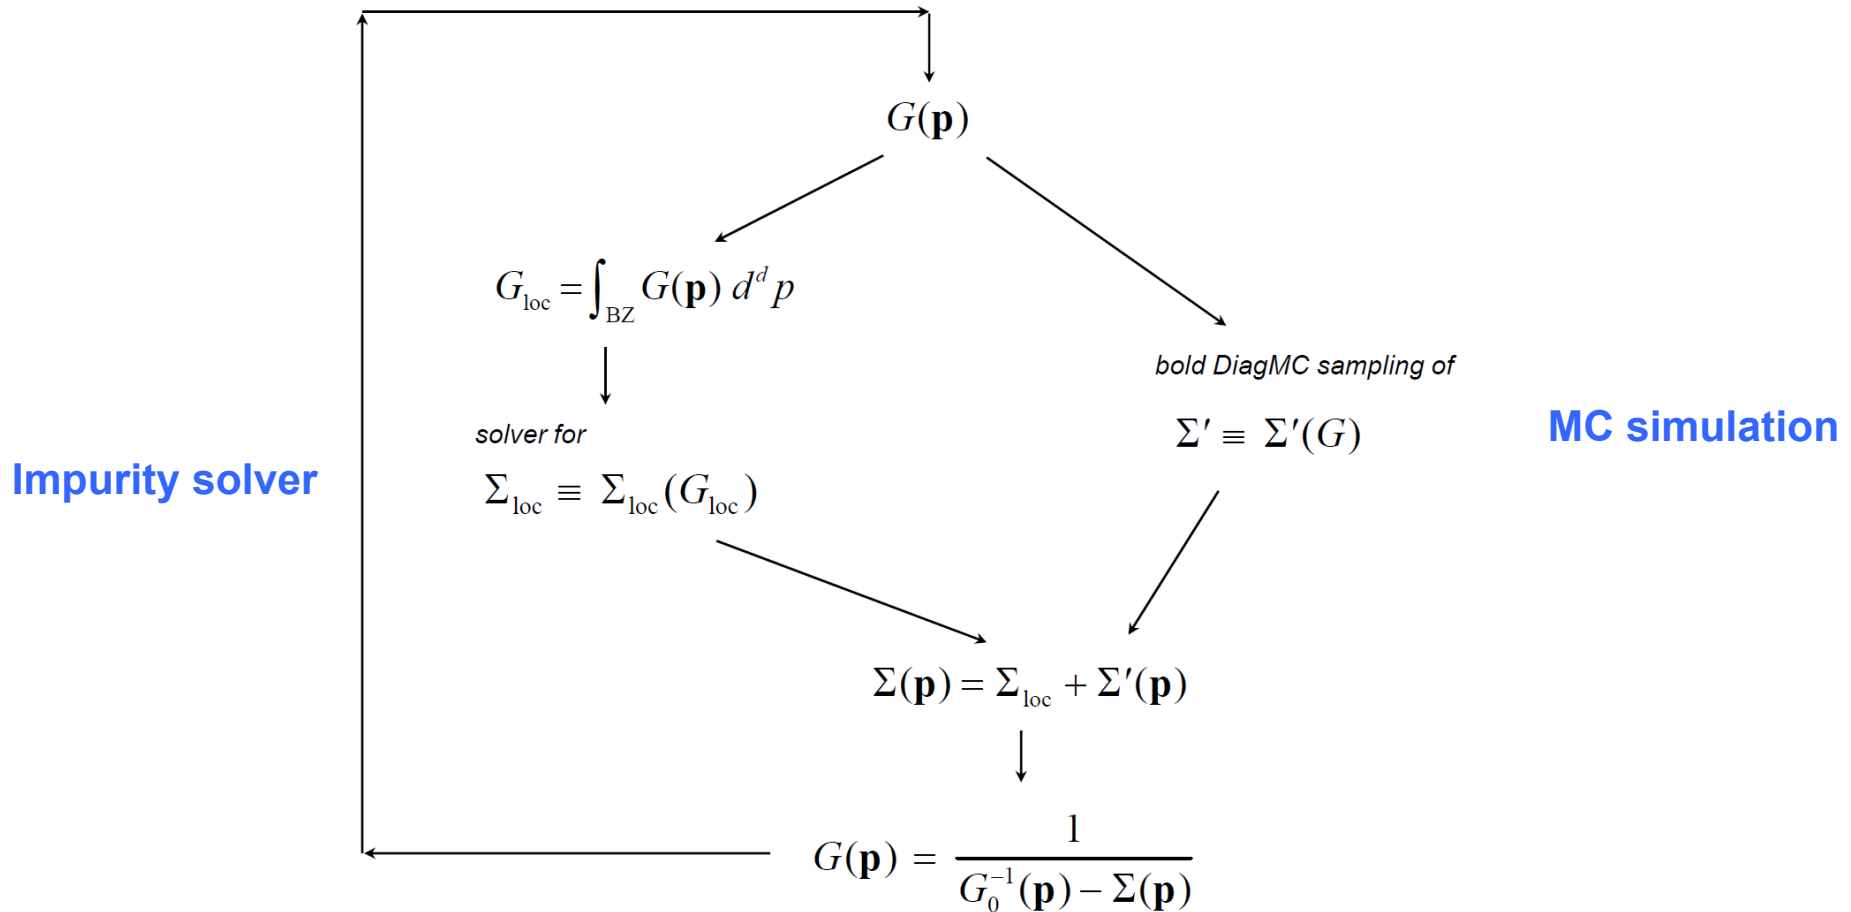 G(𝐩)
G_loc = ∫_BZ G(𝐩) d^d p
bold DiagMC sampling of
Σ′ ≡ Σ′(G)
MC simulation
solver for
Σ_loc ≡ Σ_loc(G_loc)
Impurity solver
Σ(𝐩) = Σ_loc + Σ′(𝐩)
G(𝐩) = 1 / (G_0^{-1}(𝐩) − Σ(𝐩))